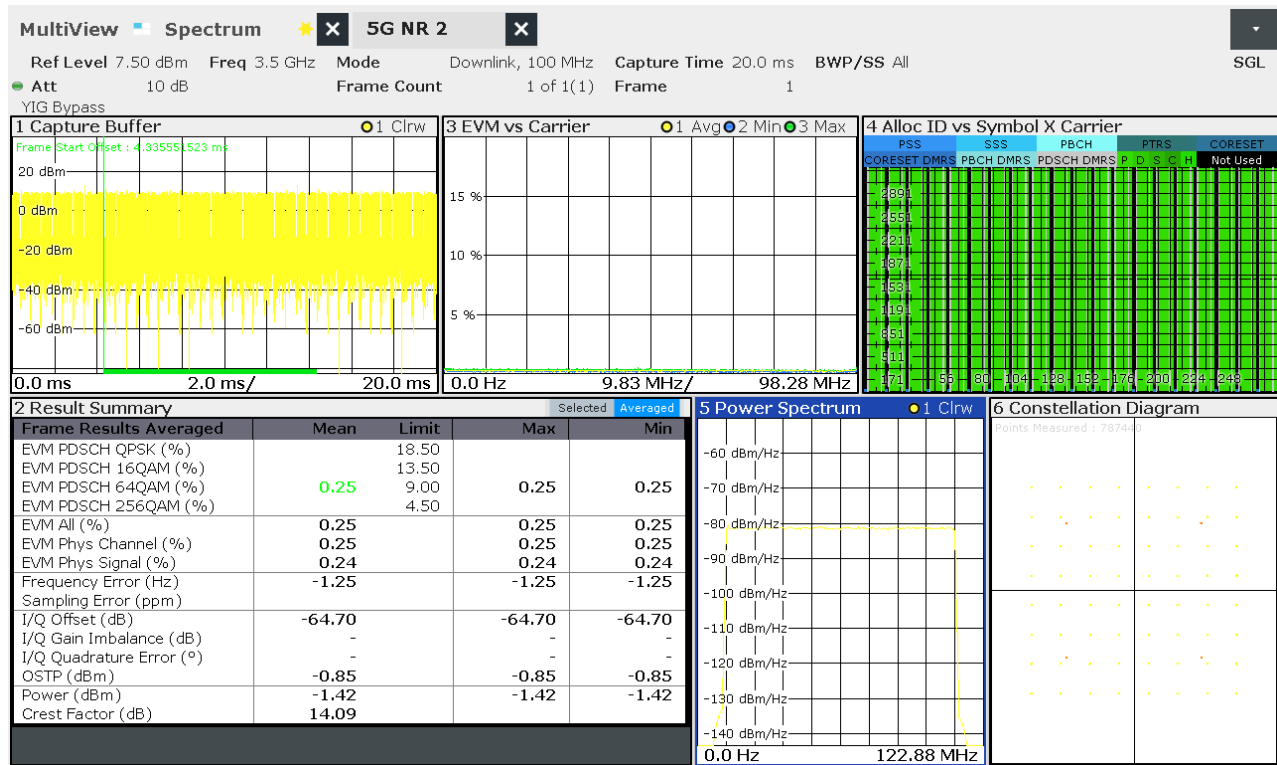 MultiView Spectrum 5G NR 2
Ref Level 7.50 dBm Freq 3.5 GHz Mode Downlink, 100 MHz Capture Time 20.0 ms BWP/SS All SGL
Att 10 dB Frame Count 1 of 1(1) Frame 1
YIG Bypass
1 Capture Buffer 1 Clrw
Frame Start Offset : 4.335551523 ms
20 dBm
0 dBm
-20 dBm
-40 dBm
-60 dBm
0.0 ms 2.0 ms/ 20.0 ms
3 EVM vs Carrier 1 Avg 2 Min 3 Max
15 %
10 %
5 %
0.0 Hz 9.83 MHz/ 98.28 MHz
4 Alloc ID vs Symbol X Carrier
PSS SSS PBCH PTRS CORESET
CORESET DMRS PBCH DMRS PDSCH DMRS P D S C H Not Used
2891
2551
2211
1871
1531
1191
851
511
171 56 80 104 128 152 176 200 224 248
2 Result Summary Selected Averaged
Frame Results Averaged Mean Limit Max Min
EVM PDSCH QPSK (%) 18.50
EVM PDSCH 16QAM (%) 13.50
EVM PDSCH 64QAM (%) 0.25 9.00 0.25 0.25
EVM PDSCH 256QAM (%) 4.50
EVM All (%) 0.25 0.25 0.25
EVM Phys Channel (%) 0.25 0.25 0.25
EVM Phys Signal (%) 0.24 0.24 0.24
Frequency Error (Hz) -1.25 -1.25 -1.25
Sampling Error (ppm)
I/Q Offset (dB) -64.70 -64.70 -64.70
I/Q Gain Imbalance (dB) - - -
I/Q Quadrature Error (°) - - -
OSTP (dBm) -0.85 -0.85 -0.85
Power (dBm) -1.42 -1.42 -1.42
Crest Factor (dB) 14.09
5 Power Spectrum 1 Clrw
-60 dBm/Hz
-70 dBm/Hz
-80 dBm/Hz
-90 dBm/Hz
-100 dBm/Hz
-110 dBm/Hz
-120 dBm/Hz
-130 dBm/Hz
-140 dBm/Hz
0.0 Hz 122.88 MHz
6 Constellation Diagram
Points Measured : 787440